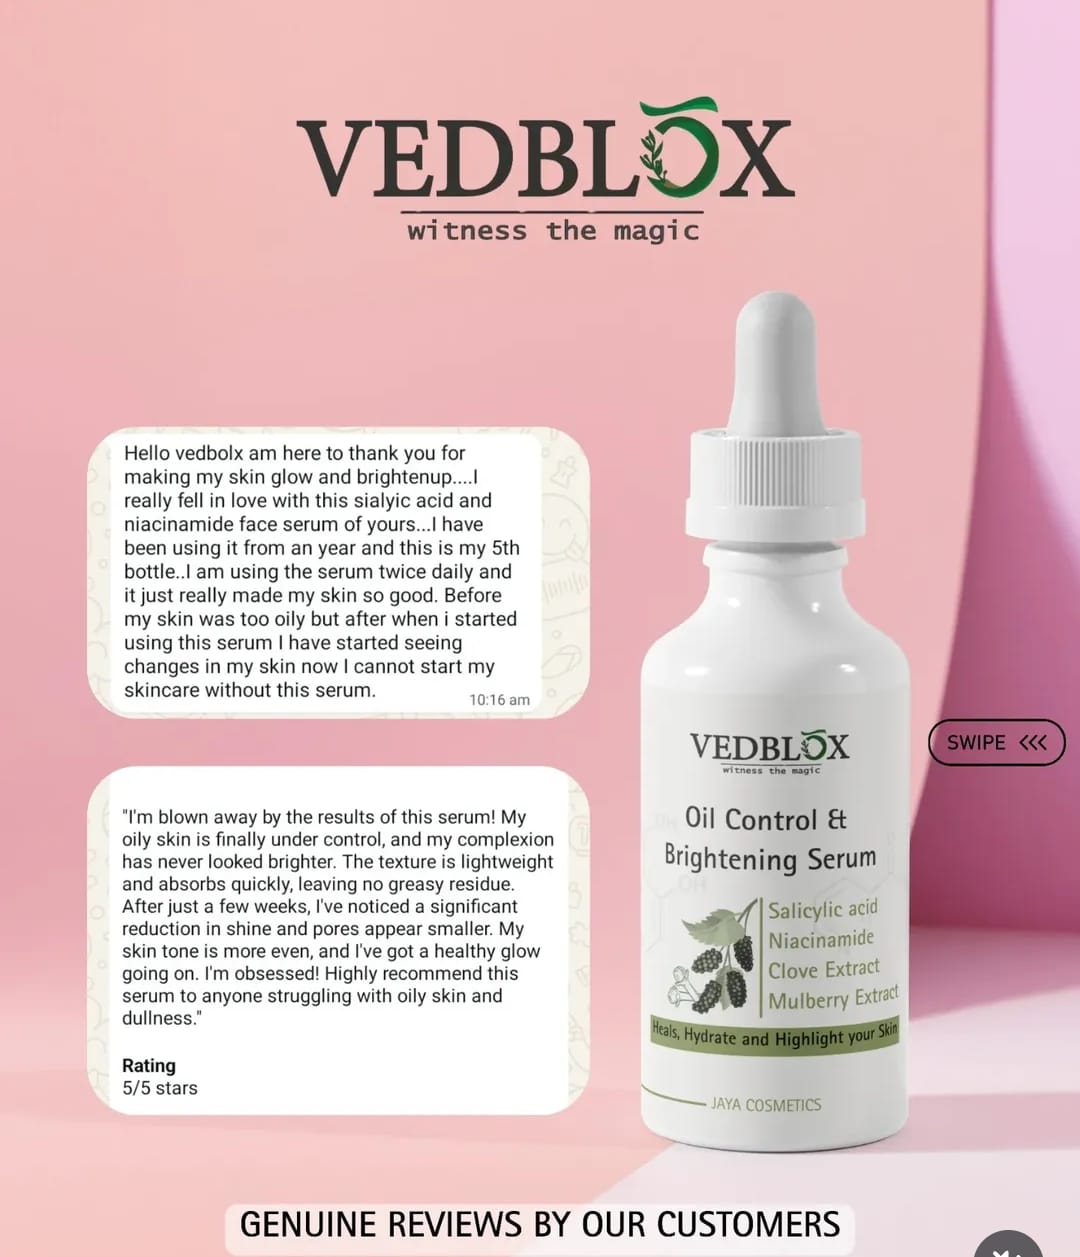 VEDBLOX
witness the magic
Hello vedbolx am here to thank you for
making my skin glow and brightenup....I
really fell in love with this sialyic acid and
niacinamide face serum of yours...I have
been using it from an year and this is my 5th
bottle..I am using the serum twice daily and
it just really made my skin so good. Before
my skin was too oily but after when i started
using this serum I have started seeing
changes in my skin now I cannot start my
skincare without this serum.
10:16 am
"I'm blown away by the results of this serum! My
oily skin is finally under control, and my complexion
has never looked brighter. The texture is lightweight
and absorbs quickly, leaving no greasy residue.
After just a few weeks, I've noticed a significant
reduction in shine and pores appear smaller. My
skin tone is more even, and I've got a healthy glow
going on. I'm obsessed! Highly recommend this
serum to anyone struggling with oily skin and
dullness."
Rating
5/5 stars
SWIPE <<<
VEDBLOX
witness the magic
Oil Control &
Brightening Serum
OH
OH
Salicylic acid
Niacinamide
Clove Extract
Mulberry Extract
Heals, Hydrate and Highlight your Skin
JAYA COSMETICS
GENUINE REVIEWS BY OUR CUSTOMERS